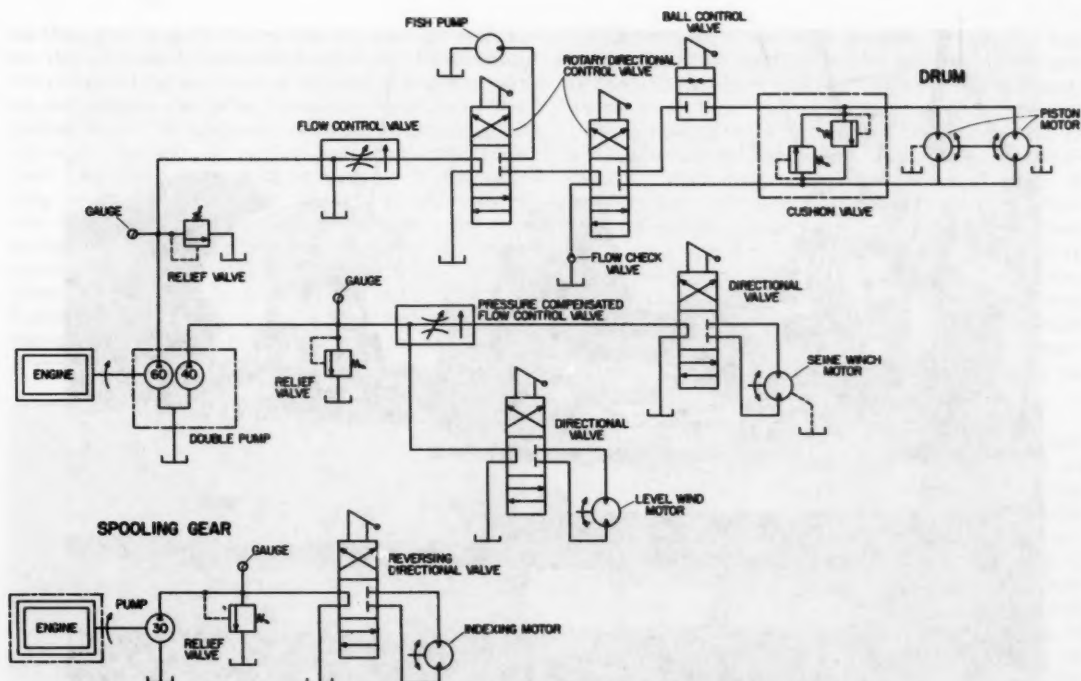 FISH PUMP
BALL CONTROL
VALVE
ROTARY DIRECTIONAL
CONTROL VALVE
DRUM
FLOW CONTROL VALVE
PISTON
MOTOR
GAUGE
CUSHION VALVE
RELIEF VALVE
FLOW CHECK
VALVE
GAUGE
PRESSURE COMPENSATED
FLOW CONTROL VALVE
DIRECTIONAL
VALVE
ENGINE
60
40
RELIEF
VALVE
SEINE WINCH
MOTOR
DOUBLE PUMP
DIRECTIONAL
VALVE
LEVEL WIND
MOTOR
SPOOLING GEAR
GAUGE
REVERSING
DIRECTIONAL VALVE
PUMP
ENGINE
30
RELIEF
VALVE
INDEXING MOTOR